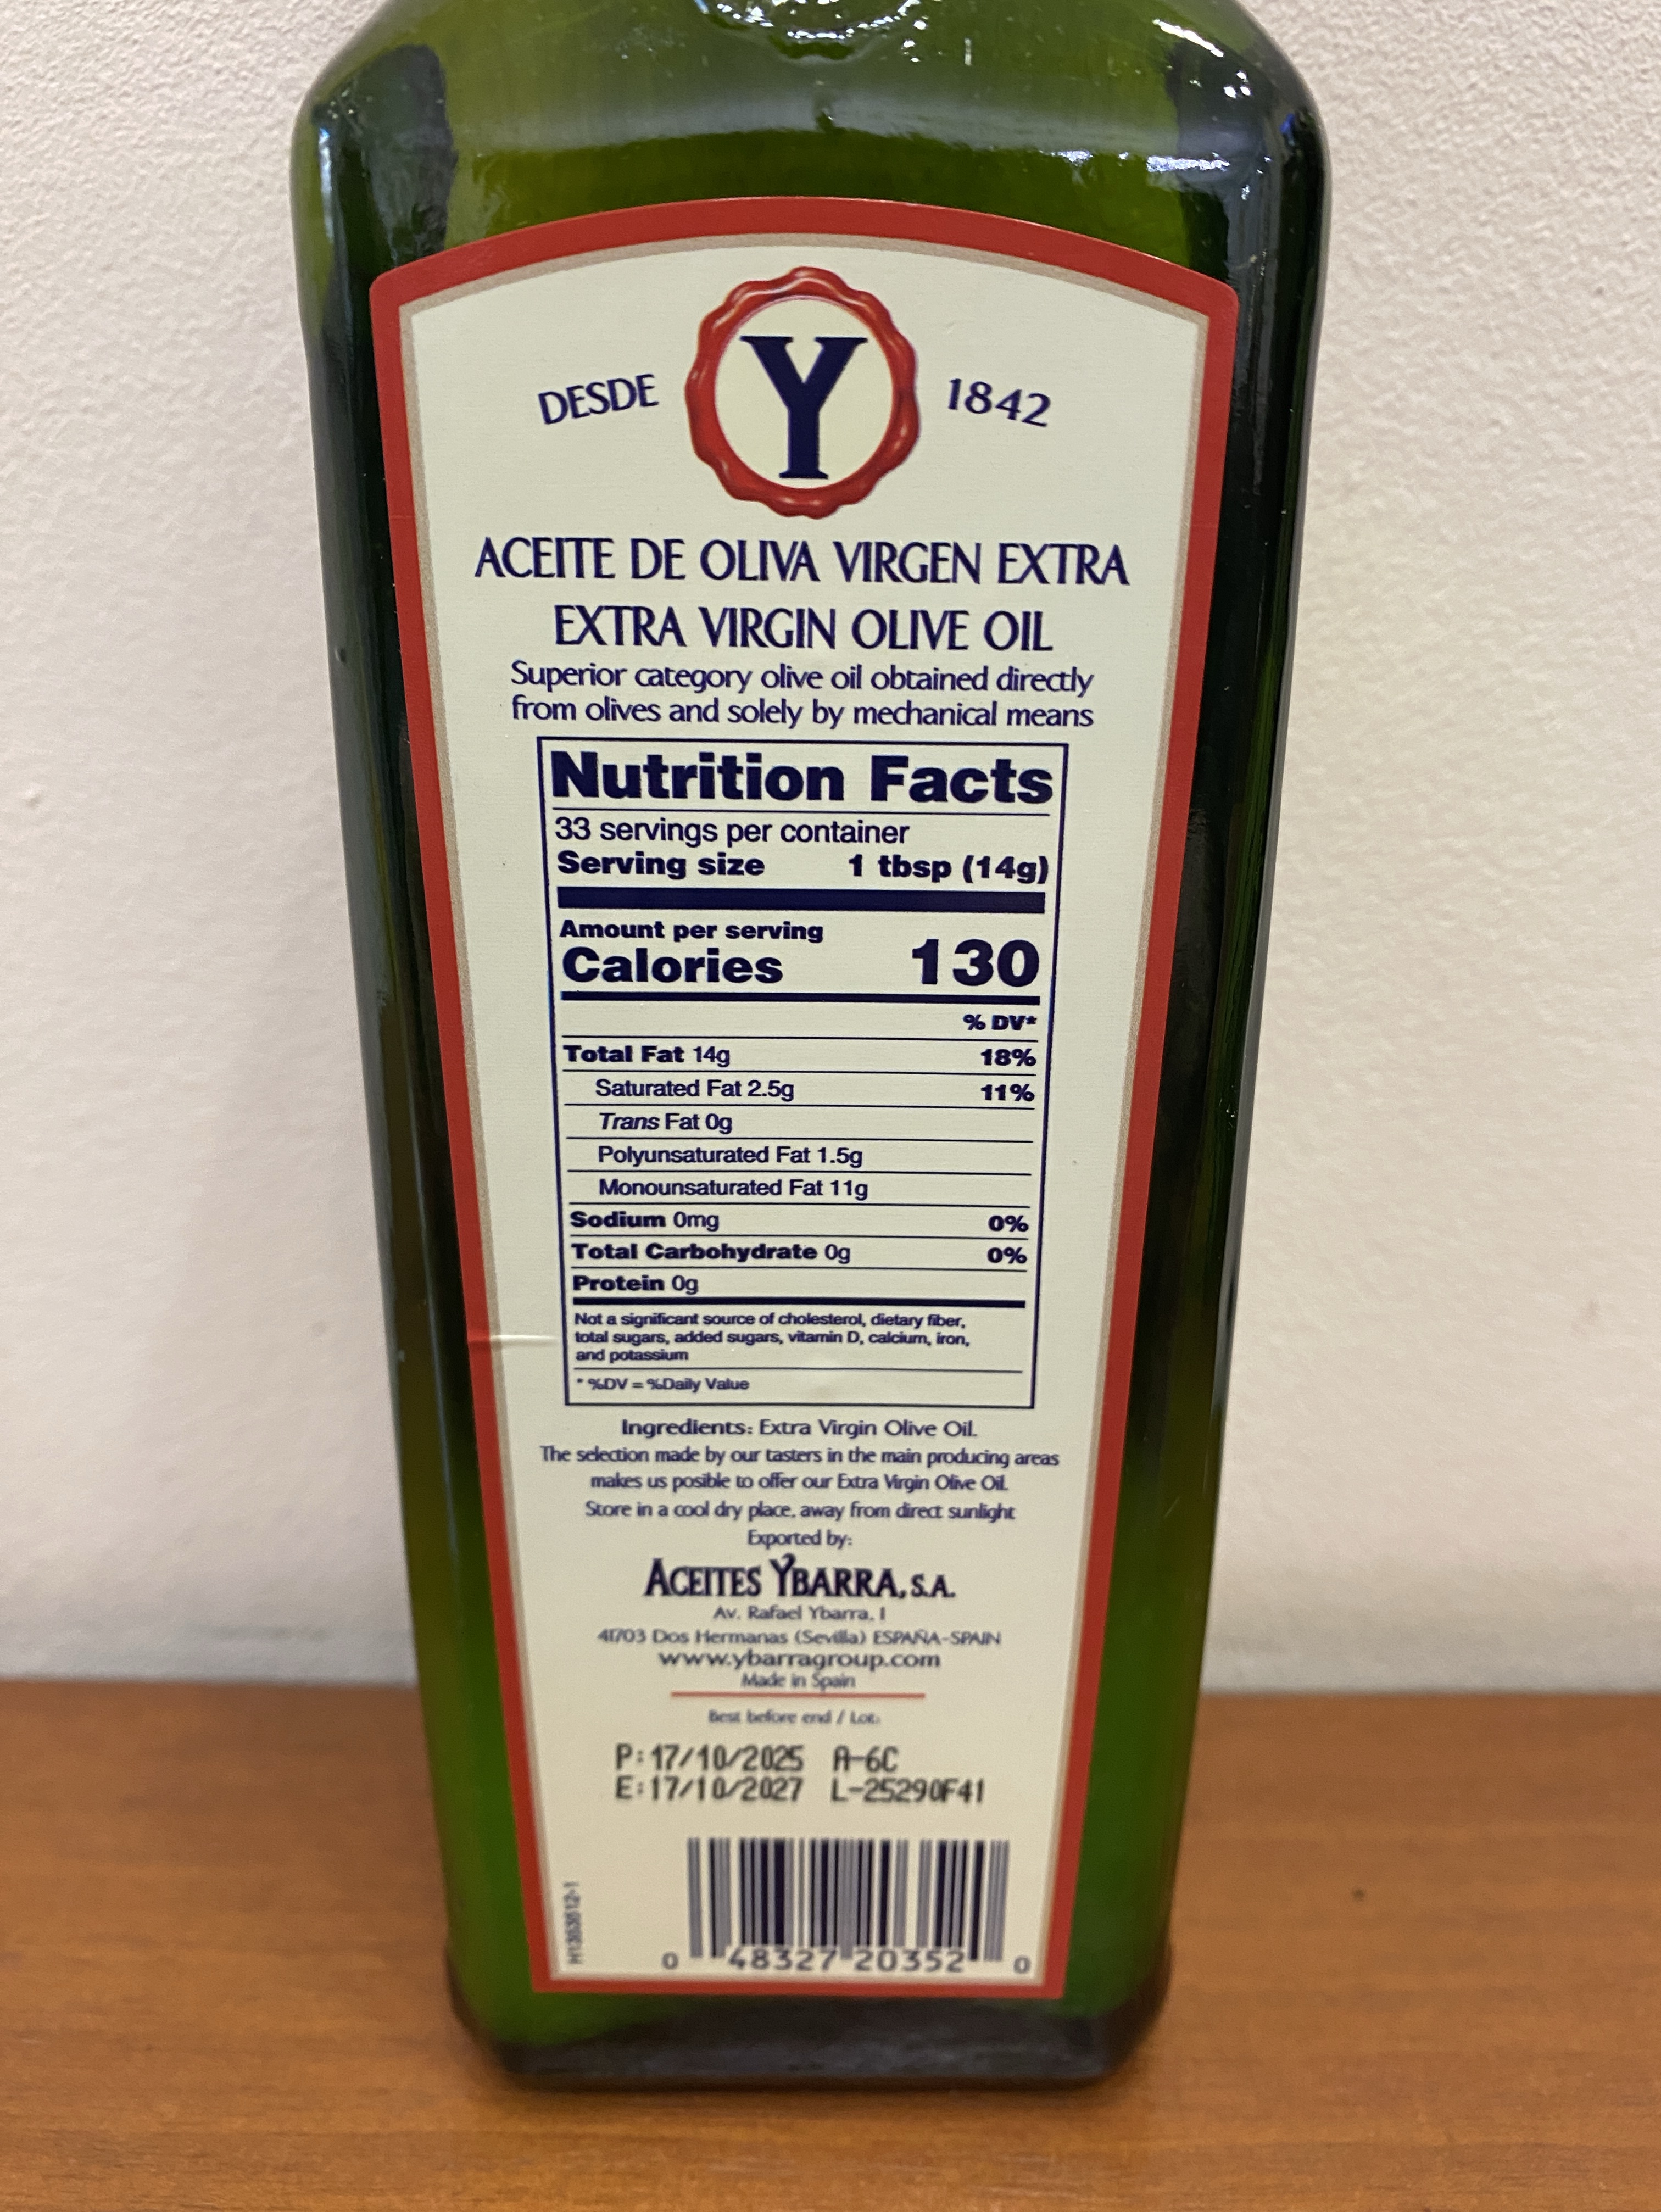 DESDE Y 1842
ACEITE DE OLIVA VIRGEN EXTRA
EXTRA VIRGIN OLIVE OIL
Superior category olive oil obtained directly
from olives and solely by mechanical means
Nutrition Facts
33 servings per container
Serving size 1 tbsp (14g)
Amount per serving
Calories 130
% DV*
Total Fat 14g 18%
Saturated Fat 2.5g 11%
Trans Fat 0g
Polyunsaturated Fat 1.5g
Monounsaturated Fat 11g
Sodium 0mg 0%
Total Carbohydrate 0g 0%
Protein 0g
Not a significant source of cholesterol, dietary fiber,
total sugars, added sugars, vitamin D, calcium, iron,
and potassium
* %DV = %Daily Value
Ingredients: Extra Virgin Olive Oil.
The selection made by our tasters in the main producing areas
makes us posible to offer our Extra Virgin Olive Oil.
Store in a cool dry place, away from direct sunlight
Exported by:
ACEITES YBARRA, S.A.
Av. Rafael Ybarra, 1
41703 Dos Hermanas (Sevilla) ESPAÑA-SPAIN
www.ybarragroup.com
Made in Spain
Best before end / Lot:
P:17/10/2025 A-6C
E:17/10/2027 L-25290F41
0 48327 20352 0